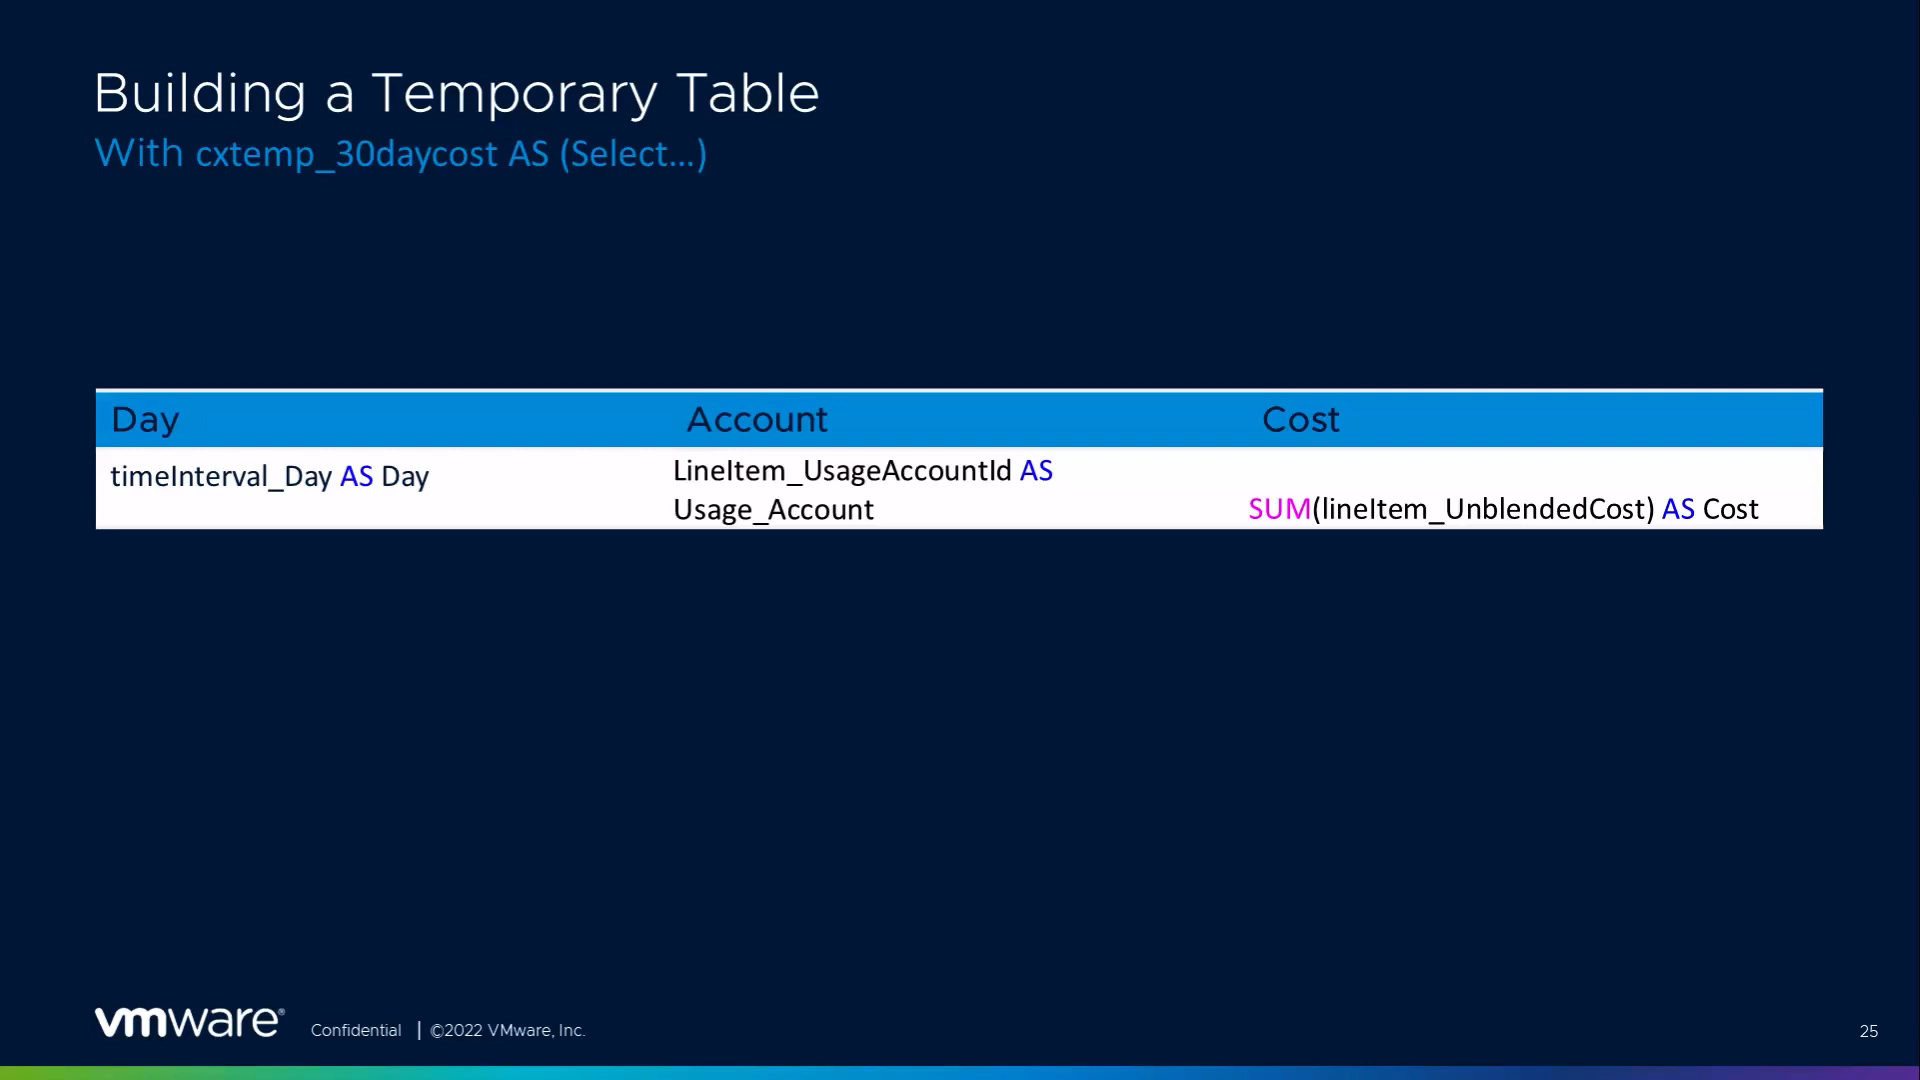 Building a Temporary Table
With cxtemp_30daycost AS (Select...)
Day Account Cost
timeInterval_Day AS Day
LineItem_UsageAccountId AS
Usage_Account
SUM(lineItem_UnblendedCost) AS Cost
vmware® Confidential | ©2022 VMware, Inc. 25